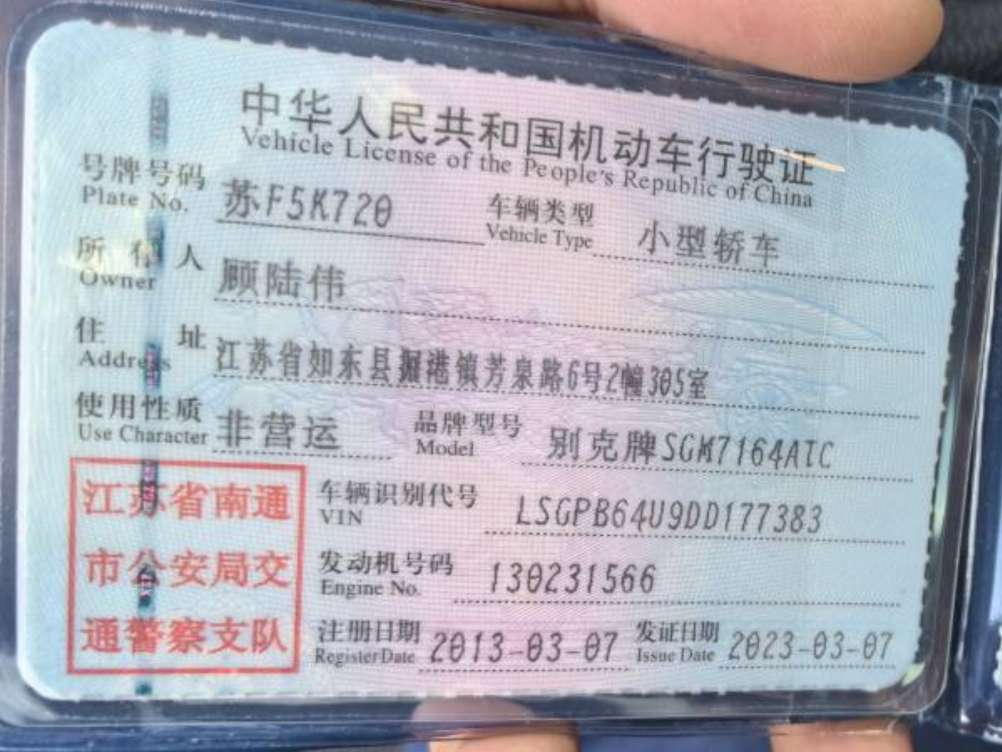 中华人民共和国机动车行驶证
Vehicle License of the People's Republic of China
号牌号码 苏F5K720 车辆类型 小型轿车
Plate No. Vehicle Type
所有人 顾陆伟
Owner
住址 江苏省如东县掘港镇芳泉路6号2幢305室
Address
使用性质 非营运 品牌型号 别克牌SGM7164ATC
Use Character Model
江苏省南通
市公安局交
通警察支队
车辆识别代号 LSGPB64U9DD177383
VIN
发动机号码 130231566
Engine No.
注册日期 2013-03-07 发证日期 2023-03-07
Register Date Issue Date